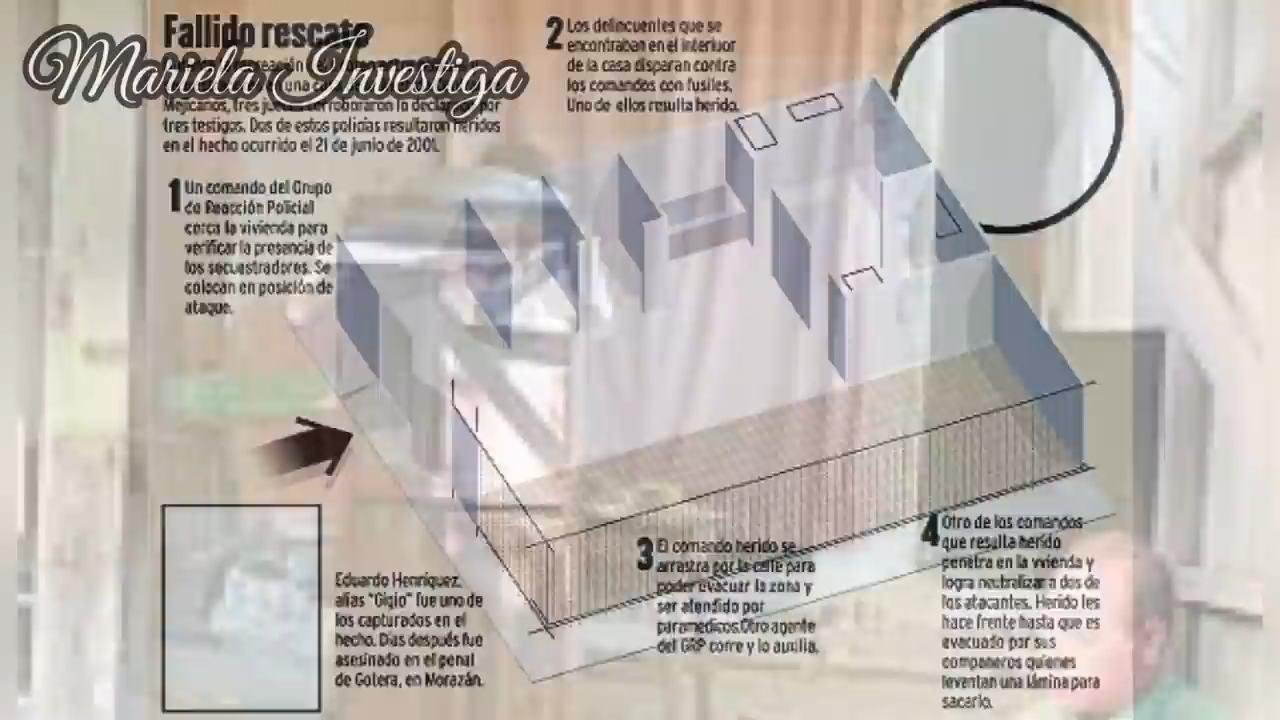 Mariela Investiga
Fallido rescate
Mejicanos, tres
tres testigos. Dos de estos policías resultaron heridos
en el hecho ocurrido el 21 de junio de 2001.
1 Un comando del Grupo
de Reacción Policial
cerca la vivienda para
verificar la presencia de
los secuestradores. Se
colocan en posición de
ataque.
2 Los delincuentes que se
encontraban en el interiuor
de la casa disparan contra
los comandos con fusiles.
Uno de ellos resulta herido.
Eduardo Henríquez,
alias "Gigio" fue uno de
los capturados en el
hecho. Días después fue
asesinado en el penal
de Gotera, en Morazán.
3 El comando herido se
arrastra por la calle para
poder evacuar la zona y
ser atendido por
paramedicos.Otro agente
del GRP corre y lo auxilia.
4 Otro de los comandos
que resulta herido
penetra en la vvienda y
logra neutralizar a dos de
los atacantes. Herido les
hace frente hasta que es
evacuado por sus
compañeros quienes
levantan una lámina para
sacarlo.